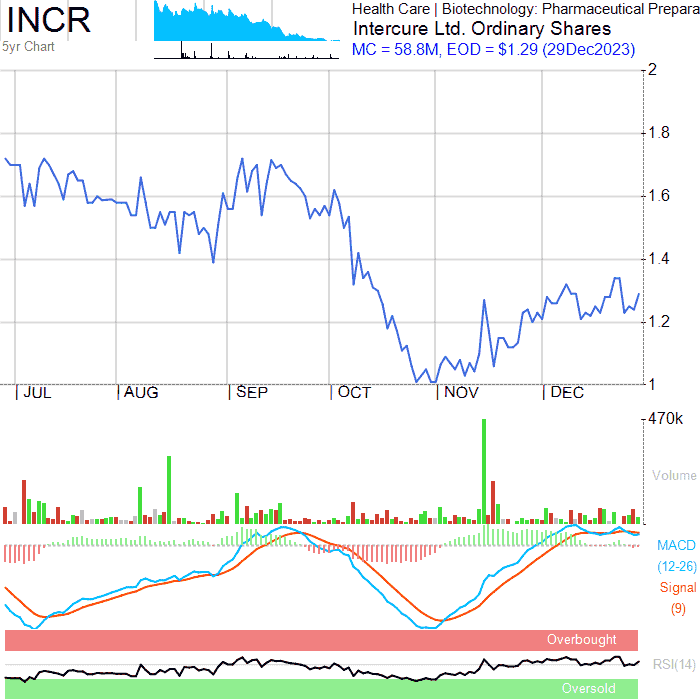 INCR
5yr Chart
Health Care | Biotechnology: Pharmaceutical Prepara
Intercure Ltd. Ordinary Shares
MC = 58.8M, EOD = $1.29 (29Dec2023)
2
1.8
1.6
1.4
1.2
1
JUL AUG SEP OCT NOV DEC
470k
Volume
MACD
(12-26)
Signal
(9)
Overbought
RSI(14)
Oversold